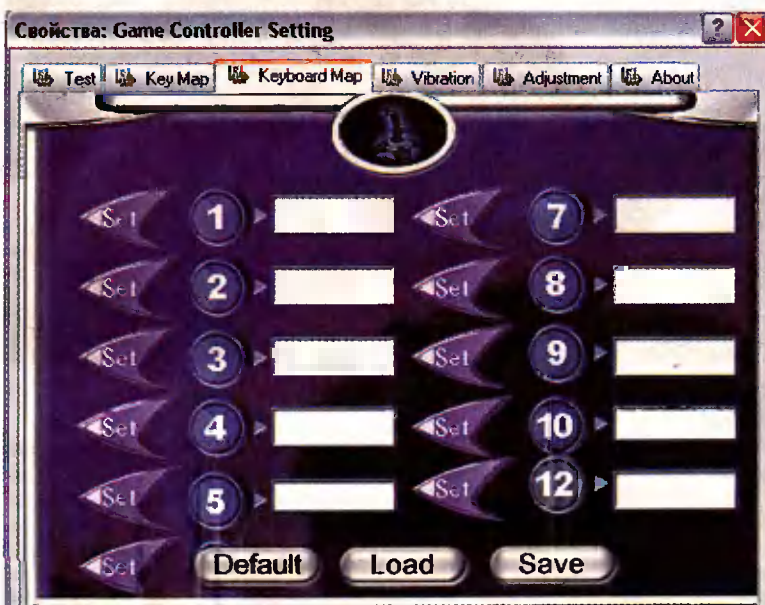 Свойства: Game Controller Setting
Test Key Map Keyboard Map Vibration Adjustment About
Set 1 Set 7
Set 2 Set 8
Set 3 Set 9
Set 4 Set 10
Set 5 Set 12
Set
Default Load Save